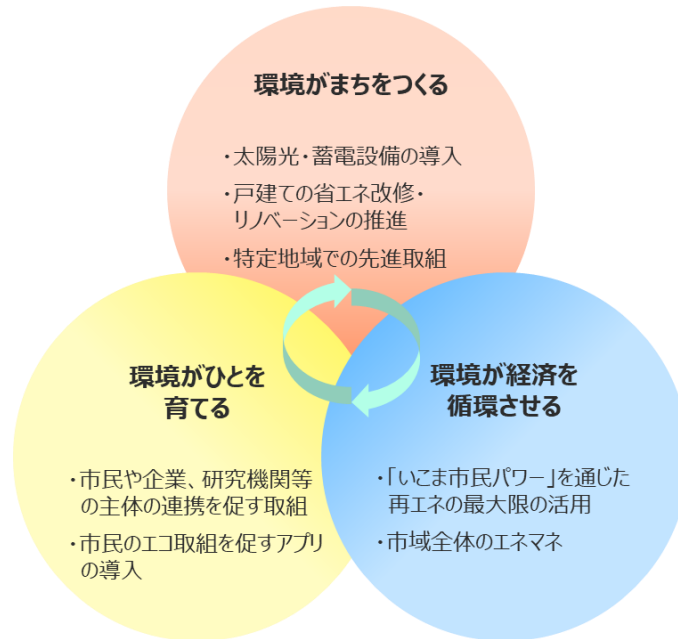 環境がまちをつくる
・太陽光・蓄電設備の導入
・戸建ての省エネ改修・
リノベーションの推進
・特定地域での先進取組
環境がひとを
育てる
・市民や企業、研究機関等
の主体の連携を促す取組
・市民のエコ取組を促すアプリ
の導入
環境が経済を
循環させる
・「いこま市民パワー」を通じた
再エネの最大限の活用
・市域全体のエネマネ